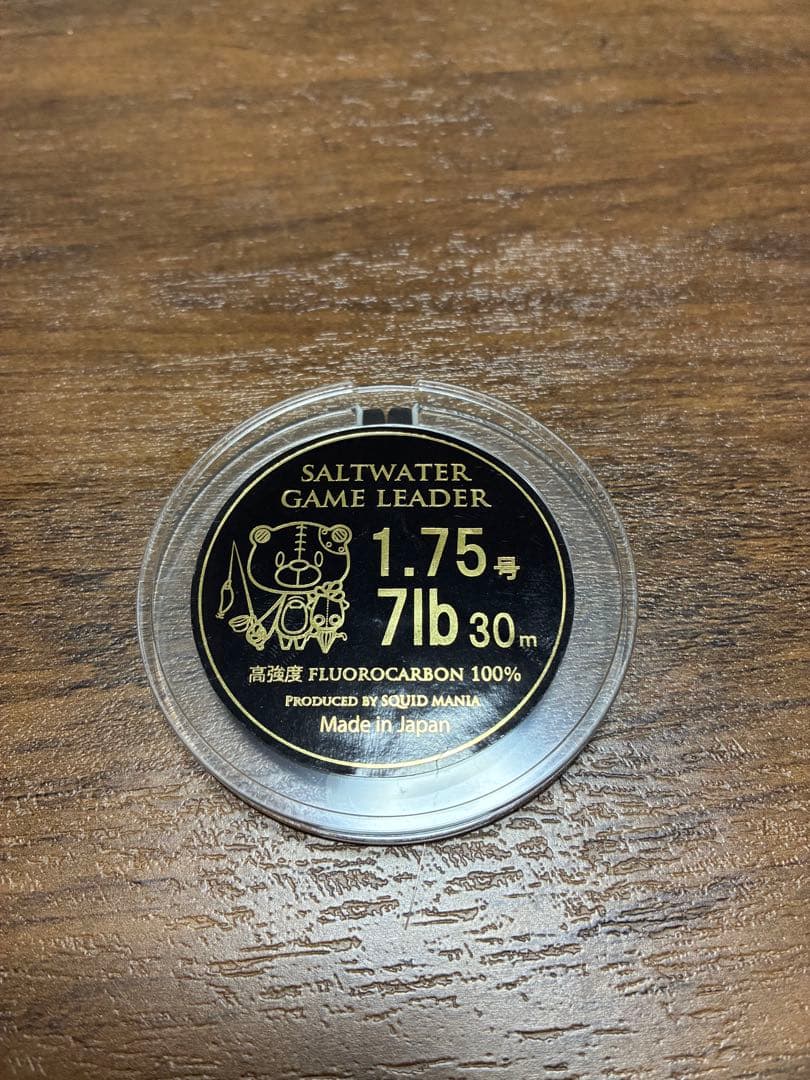 SALTWATER
GAME LEADER
1.75号
7lb 30m
高強度 FLUOROCARBON 100%
PRODUCED BY SQUID MANIA
Made in Japan